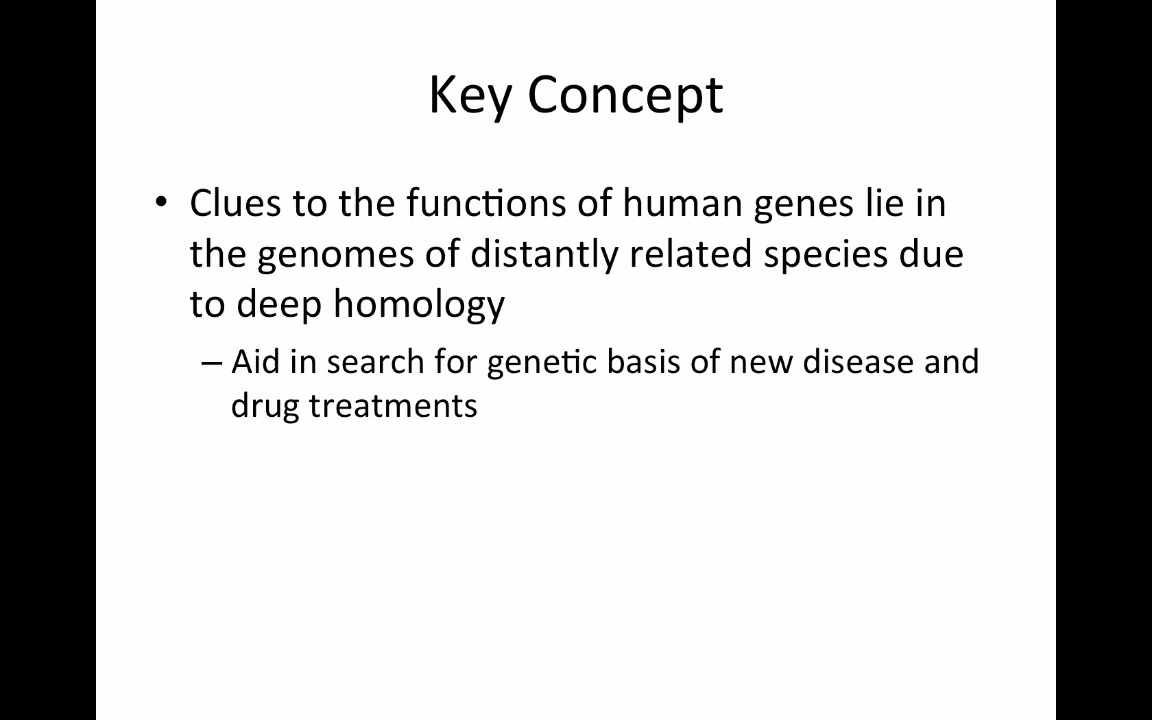 Key Concept
• Clues to the functions of human genes lie in
the genomes of distantly related species due
to deep homology
– Aid in search for genetic basis of new disease and
drug treatments